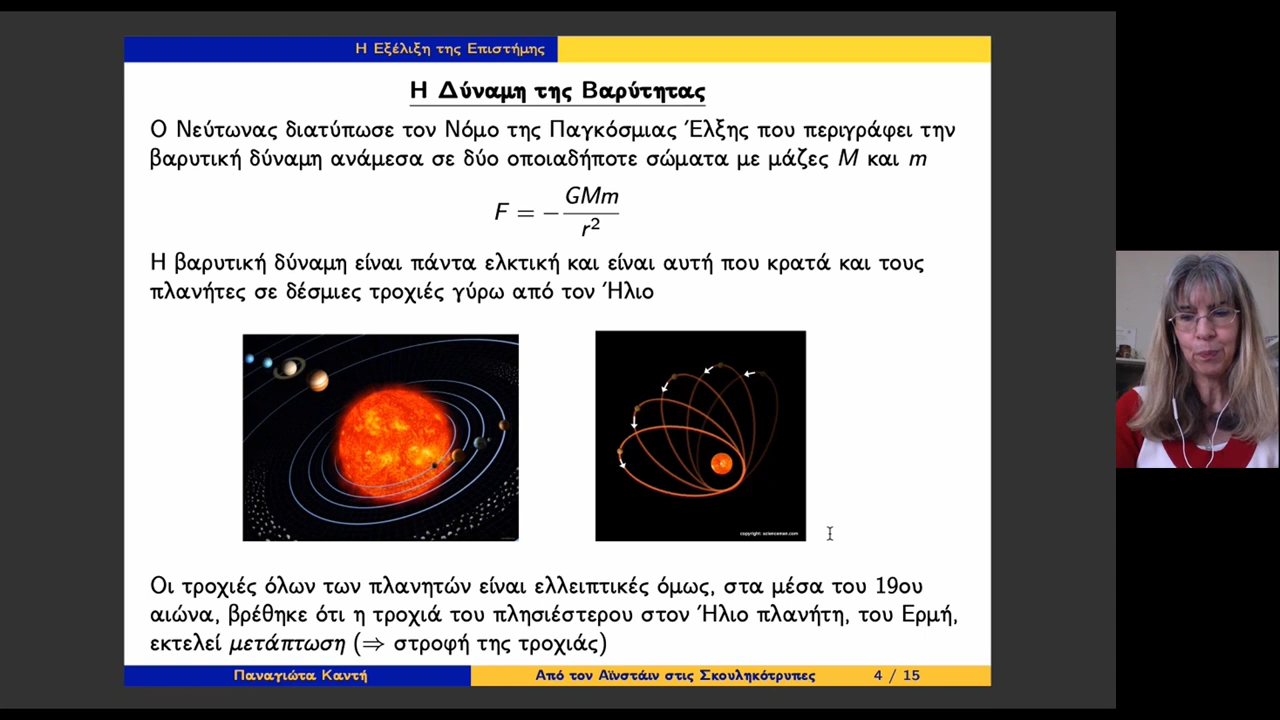 Η Εξέλιξη της Επιστήμης
Η Δύναμη της Βαρύτητας
Ο Νεύτωνας διατύπωσε τον Νόμο της Παγκόσμιας Έλξης που περιγράφει την
βαρυτική δύναμη ανάμεσα σε δύο οποιαδήποτε σώματα με μάζες M και m
F = − GMm / r²
Η βαρυτική δύναμη είναι πάντα ελκτική και είναι αυτή που κρατά και τους
πλανήτες σε δέσμιες τροχιές γύρω από τον Ήλιο
copyright: sciencemer.com
Οι τροχιές όλων των πλανητών είναι ελλειπτικές όμως, στα μέσα του 19ου
αιώνα, βρέθηκε ότι η τροχιά του πλησιέστερου στον Ήλιο πλανήτη, του Ερμή,
εκτελεί μετάπτωση (⇒ στροφή της τροχιάς)
Παναγιώτα Καντή
Από τον Αϊνστάιν στις Σκουληκότρυπες
4 / 15